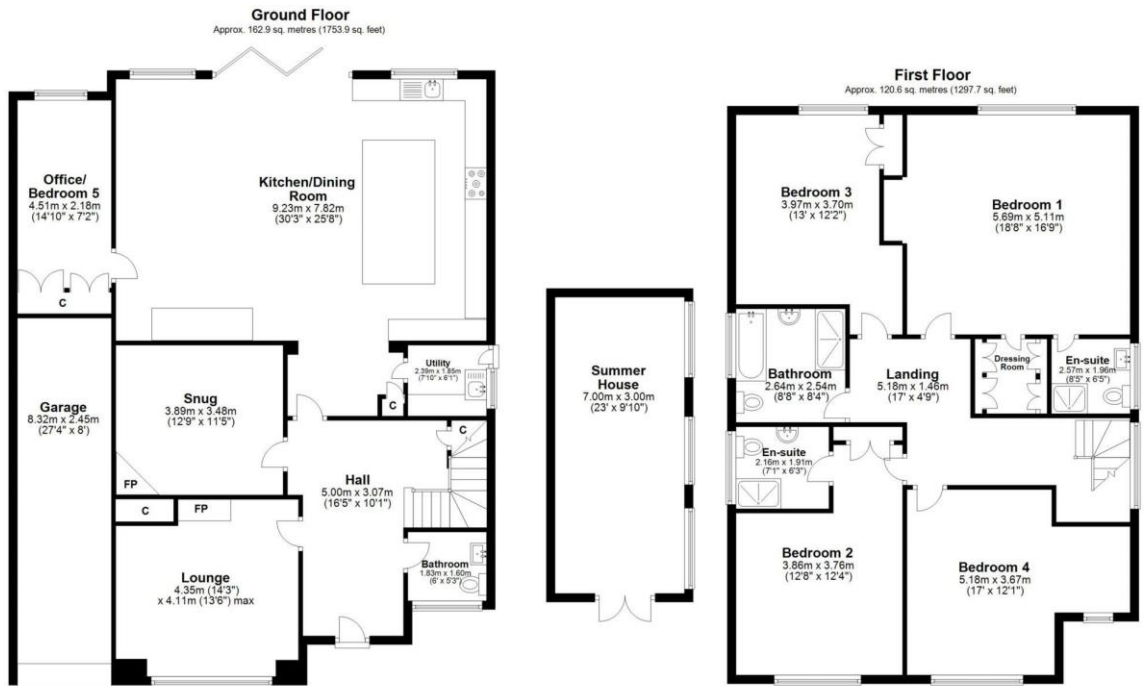 Ground Floor
Approx. 162.9 sq. metres (1753.9 sq. feet)
Office/
Bedroom 5
4.51m x 2.18m
(14'10" x 7'2")
C
Kitchen/Dining
Room
9.23m x 7.82m
(30'3" x 25'8")
Garage
8.32m x 2.45m
(27'4" x 8')
Snug
3.89m x 3.48m
(12'9" x 11'5")
FP
Utility
2.39m x 1.85m
(7'10" x 6'1")
C
C
Hall
5.00m x 3.07m
(16'5" x 10'1")
C
FP
Lounge
4.35m (14'3")
x 4.11m (13'6") max
Bathroom
1.83m x 1.60m
(6' x 5'3")
Summer
House
7.00m x 3.00m
(23' x 9'10")
First Floor
Approx. 120.6 sq. metres (1297.7 sq. feet)
Bedroom 3
3.97m x 3.70m
(13' x 12'2")
Bedroom 1
5.69m x 5.11m
(18'8" x 16'9")
Bathroom
2.64m x 2.54m
(8'8" x 8'4")
Landing
5.18m x 1.46m
(17' x 4'9")
Dressing
Room
En-suite
2.57m x 1.96m
(8'5" x 6'5")
En-suite
2.16m x 1.91m
(7'1" x 6'3")
Bedroom 2
3.86m x 3.76m
(12'8" x 12'4")
Bedroom 4
5.18m x 3.67m
(17' x 12'1")